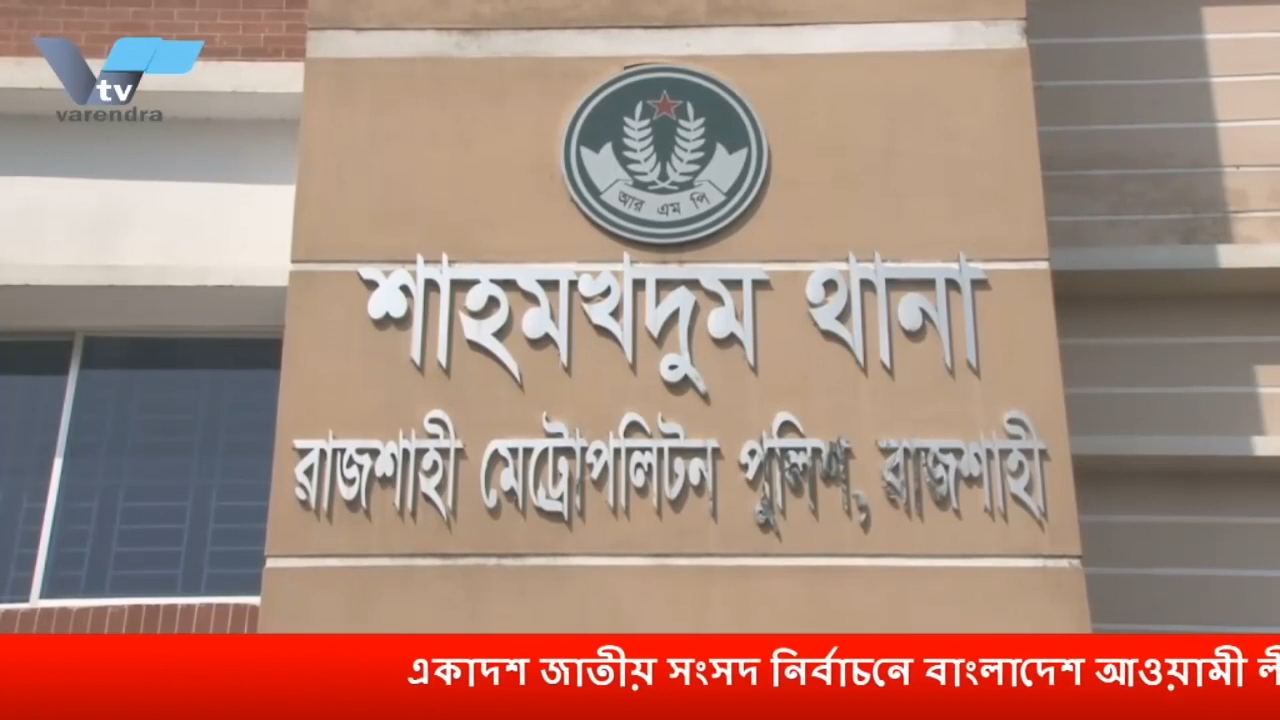 tv
varendra
আর এম পি
শাহমখদুম থানা
রাজশাহী মেট্রোপলিটন পুলিশ, রাজশাহী
একাদশ জাতীয় সংসদ নির্বাচনে বাংলাদেশ আওয়ামী লী